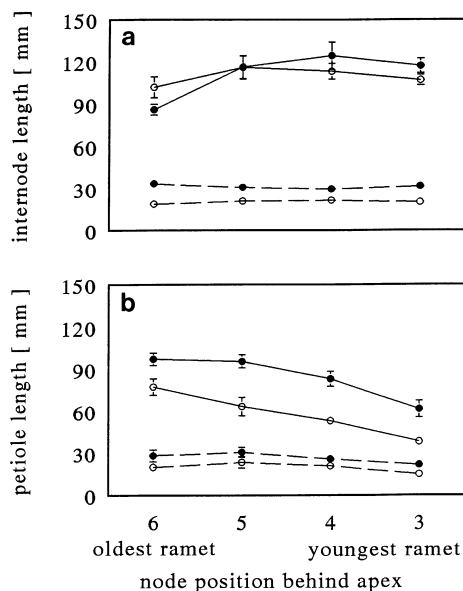 a
internode length [ mm ]
150
120
90
60
30
0
b
petiole length [ mm ]
150
120
90
60
30
0
6 5 4 3
oldest ramet youngest ramet
node position behind apex